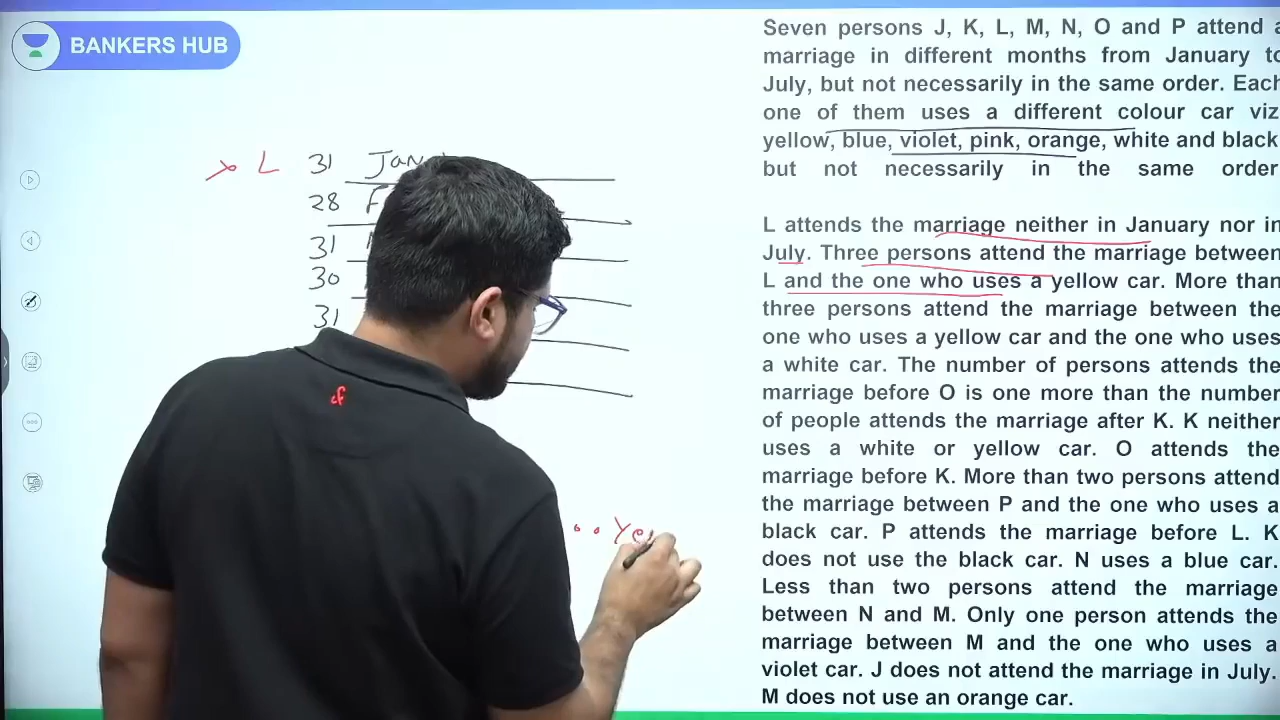 BANKERS HUB
Seven persons J, K, L, M, N, O and P attend
marriage in different months from January to
July, but not necessarily in the same order. Each
one of them uses a different colour car viz
yellow, blue, violet, pink, orange, white and black
but not necessarily in the same order
L attends the marriage neither in January nor in
July. Three persons attend the marriage between
L and the one who uses a yellow car. More than
three persons attend the marriage between the
one who uses a yellow car and the one who uses
a white car. The number of persons attends the
marriage before O is one more than the number
of people attends the marriage after K. K neither
uses a white or yellow car. O attends the
marriage before K. More than two persons attend
the marriage between P and the one who uses a
black car. P attends the marriage before L. K
does not use the black car. N uses a blue car.
Less than two persons attend the marriage
between N and M. Only one person attends the
marriage between M and the one who uses a
violet car. J does not attend the marriage in July.
M does not use an orange car.
L 31 Jan
28 F
31
30
31
Ye